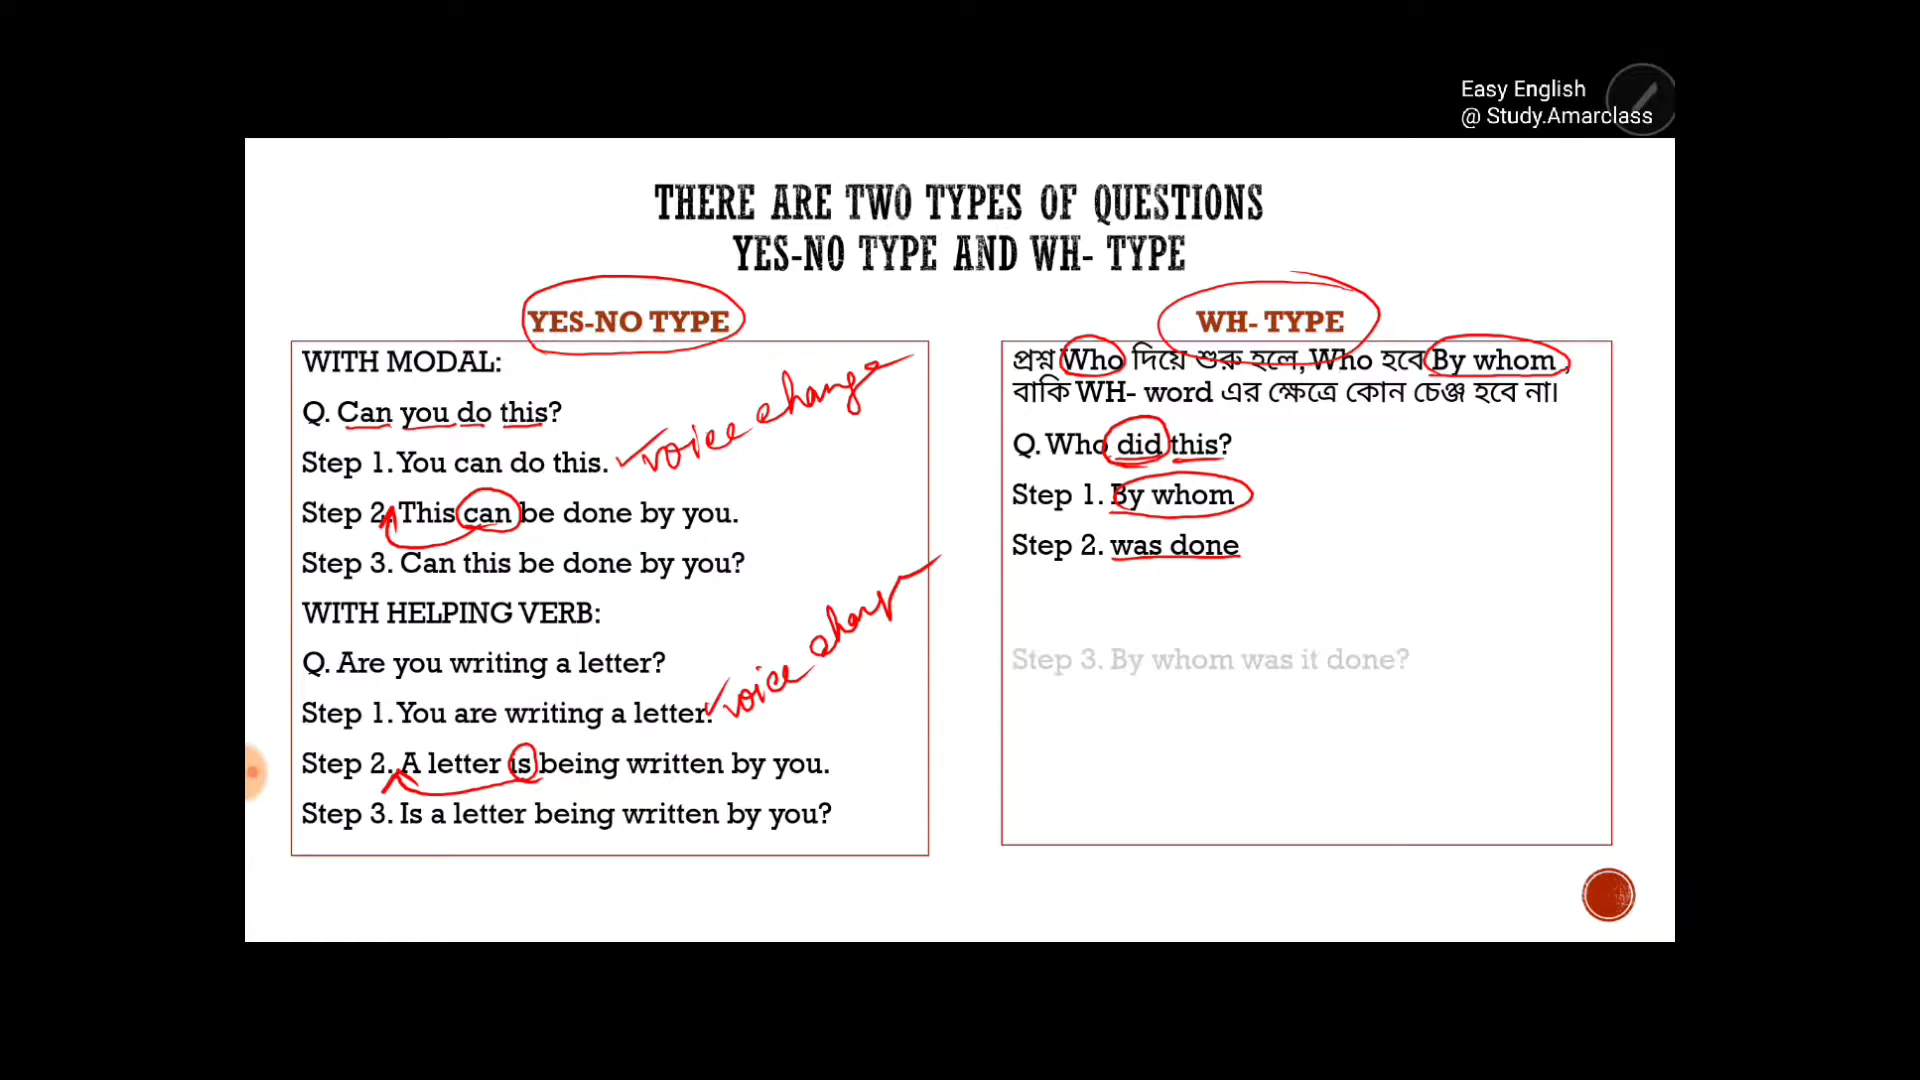 Easy English
@ Study.Amarclass
THERE ARE TWO TYPES OF QUESTIONS
YES-NO TYPE AND WH- TYPE
YES-NO TYPE
WITH MODAL:
Q. Can you do this?
Step 1. You can do this.
voice change
Step 2. This can be done by you.
Step 3. Can this be done by you?
WITH HELPING VERB:
Q. Are you writing a letter?
Step 1. You are writing a letter.
voice change
Step 2. A letter is being written by you.
Step 3. Is a letter being written by you?
WH- TYPE
প্রশ্ন Who দিয়ে শুরু হলে, Who হবে By whom,
বাকি WH- word এর ক্ষেত্রে কোন চেঞ্জ হবে না।
Q. Who did this?
Step 1. By whom
Step 2. was done
Step 3. By whom was it done?